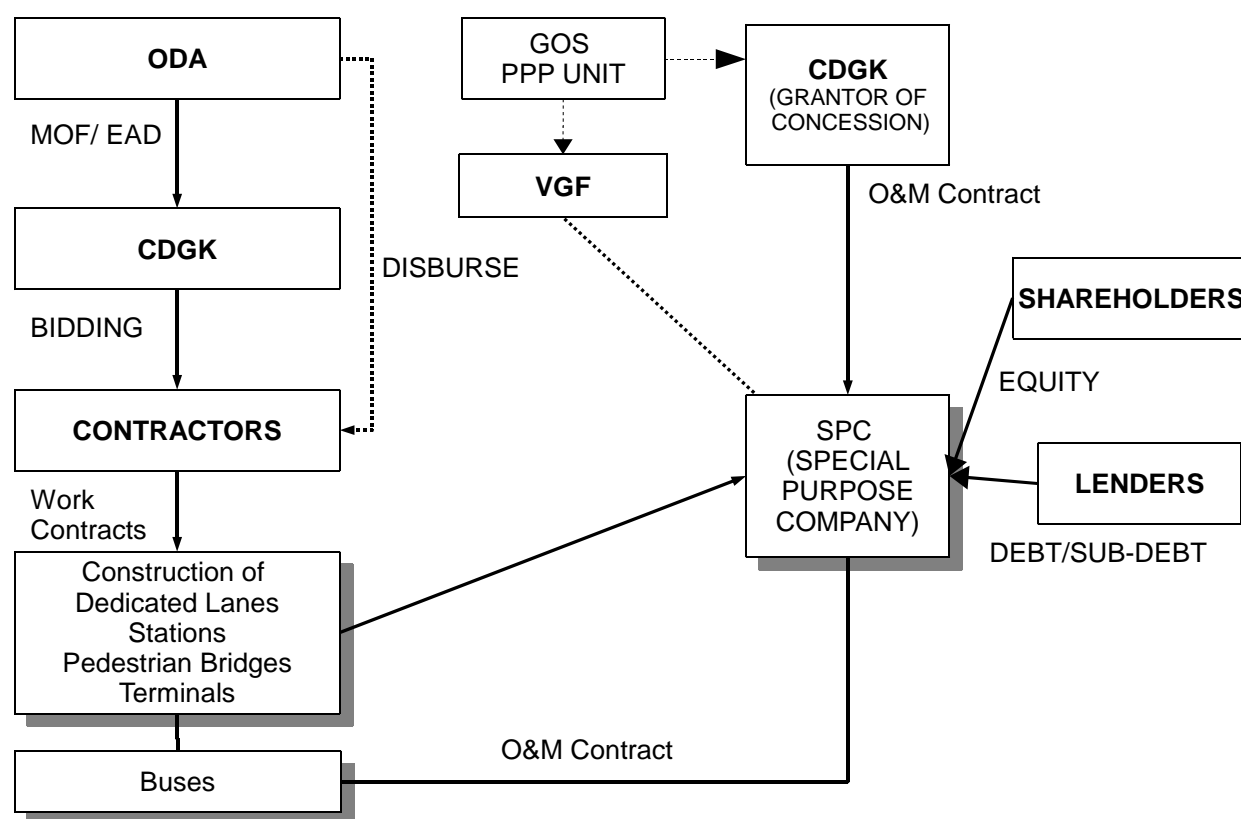 ODA
MOF/ EAD
CDGK
BIDDING
CONTRACTORS
Work
Contracts
Construction of
Dedicated Lanes
Stations
Pedestrian Bridges
Terminals
Buses
DISBURSE
GOS
PPP UNIT
VGF
CDGK
(GRANTOR OF
CONCESSION)
O&M Contract
SHAREHOLDERS
EQUITY
SPC
(SPECIAL
PURPOSE
COMPANY)
LENDERS
DEBT/SUB-DEBT
O&M Contract